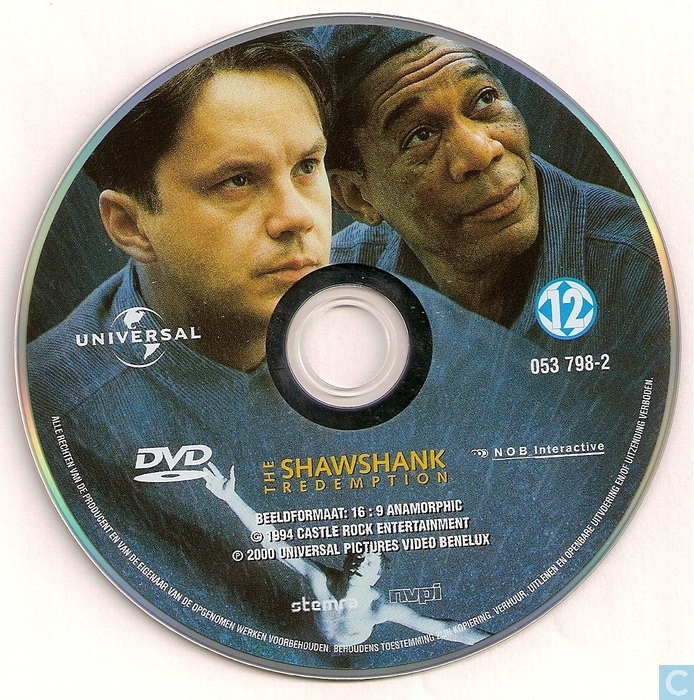 UNIVERSAL
12
053 798-2
DVD
THE
SHAWSHANK
REDEMPTION
NOB Interactive
BEELDFORMAAT: 16 : 9 ANAMORPHIC
© 1994 CASTLE ROCK ENTERTAINMENT
℗ 2000 UNIVERSAL PICTURES VIDEO BENELUX
stemra
nvpi
ALLE RECHTEN VAN DE PRODUCENT EN VAN DE EIGENAAR VAN DE OPGENOMEN WERKEN VOORBEHOUDEN. BEHOUDENS TOESTEMMING ZIJN KOPIERING, VERHUUR, UITLENEN EN OPENBARE UITVOERING EN/OF UITZENDING VERBODEN.
C